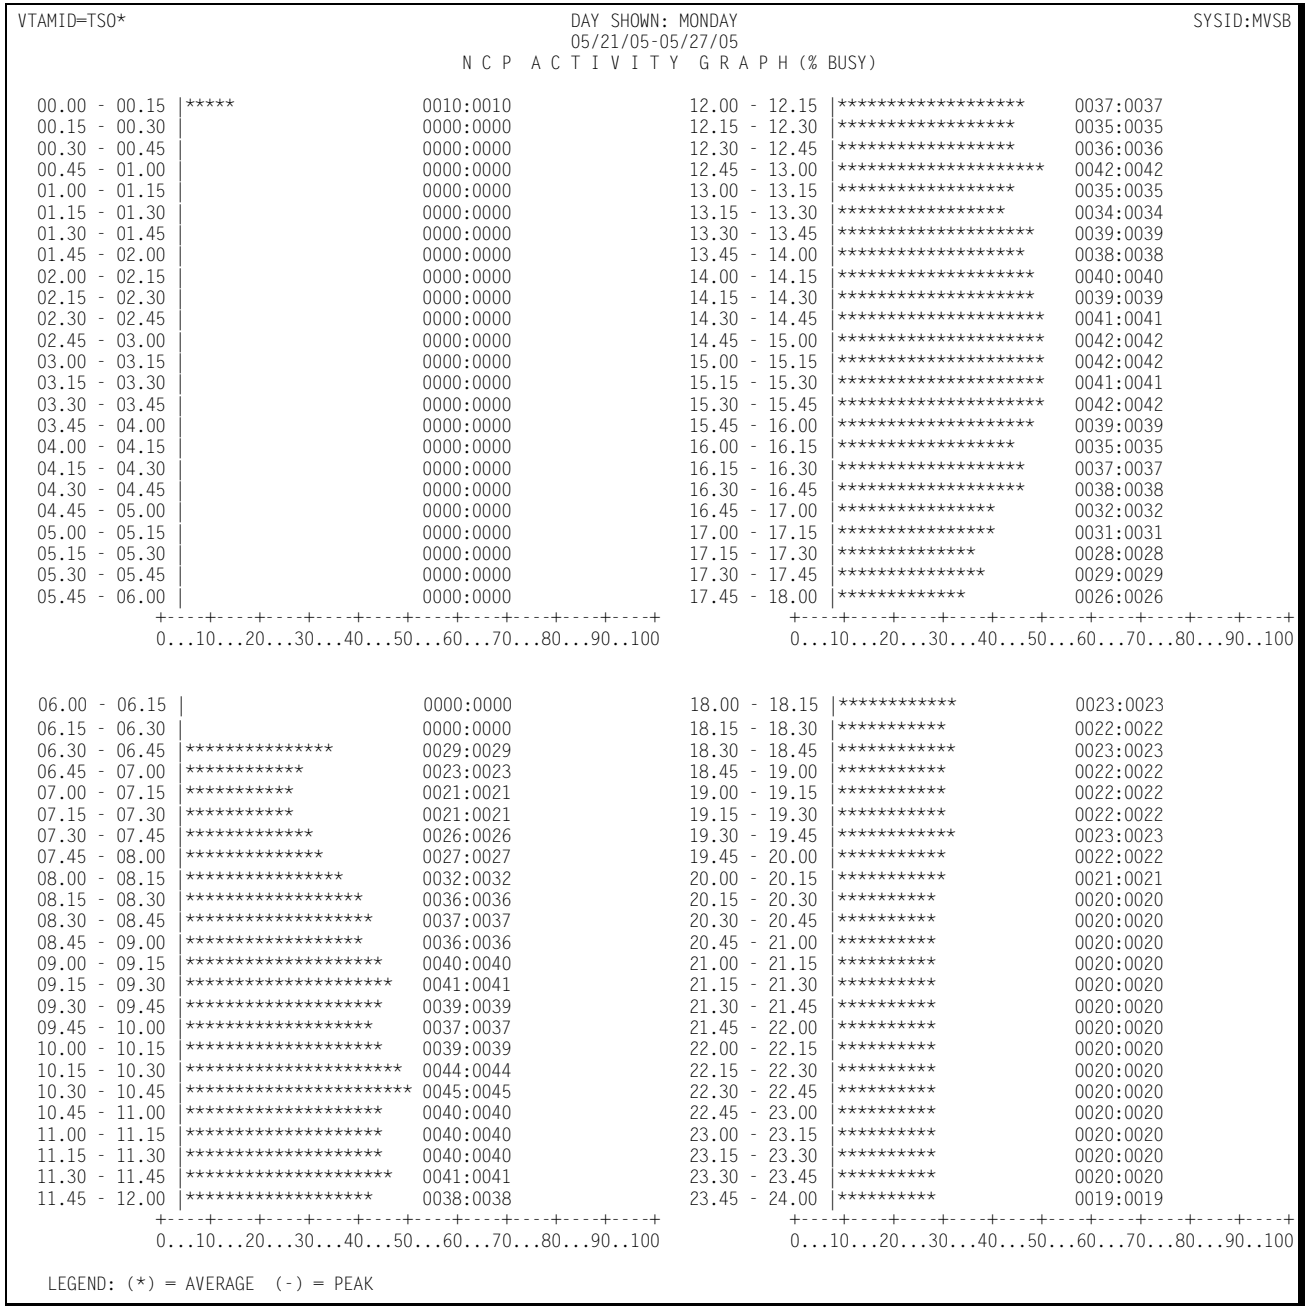 VTAMID=TSO* DAY SHOWN: MONDAY SYSID:MVSB
05/21/05-05/27/05
N C P A C T I V I T Y G R A P H (% BUSY)
00.00 - 00.15 |***** 0010:0010 12.00 - 12.15 |******************* 0037:0037
00.15 - 00.30 | 0000:0000 12.15 - 12.30 |****************** 0035:0035
00.30 - 00.45 | 0000:0000 12.30 - 12.45 |****************** 0036:0036
00.45 - 01.00 | 0000:0000 12.45 - 13.00 |********************* 0042:0042
01.00 - 01.15 | 0000:0000 13.00 - 13.15 |****************** 0035:0035
01.15 - 01.30 | 0000:0000 13.15 - 13.30 |***************** 0034:0034
01.30 - 01.45 | 0000:0000 13.30 - 13.45 |******************** 0039:0039
01.45 - 02.00 | 0000:0000 13.45 - 14.00 |******************* 0038:0038
02.00 - 02.15 | 0000:0000 14.00 - 14.15 |******************** 0040:0040
02.15 - 02.30 | 0000:0000 14.15 - 14.30 |******************** 0039:0039
02.30 - 02.45 | 0000:0000 14.30 - 14.45 |********************* 0041:0041
02.45 - 03.00 | 0000:0000 14.45 - 15.00 |********************* 0042:0042
03.00 - 03.15 | 0000:0000 15.00 - 15.15 |********************* 0042:0042
03.15 - 03.30 | 0000:0000 15.15 - 15.30 |********************* 0041:0041
03.30 - 03.45 | 0000:0000 15.30 - 15.45 |********************* 0042:0042
03.45 - 04.00 | 0000:0000 15.45 - 16.00 |******************** 0039:0039
04.00 - 04.15 | 0000:0000 16.00 - 16.15 |****************** 0035:0035
04.15 - 04.30 | 0000:0000 16.15 - 16.30 |******************* 0037:0037
04.30 - 04.45 | 0000:0000 16.30 - 16.45 |******************* 0038:0038
04.45 - 05.00 | 0000:0000 16.45 - 17.00 |**************** 0032:0032
05.00 - 05.15 | 0000:0000 17.00 - 17.15 |**************** 0031:0031
05.15 - 05.30 | 0000:0000 17.15 - 17.30 |************** 0028:0028
05.30 - 05.45 | 0000:0000 17.30 - 17.45 |*************** 0029:0029
05.45 - 06.00 | 0000:0000 17.45 - 18.00 |************* 0026:0026
+----+----+----+----+----+----+----+----+----+----+ +----+----+----+----+----+----+----+----+----+----+
0...10...20...30...40...50...60...70...80...90..100 0...10...20...30...40...50...60...70...80...90..100
06.00 - 06.15 | 0000:0000 18.00 - 18.15 |************ 0023:0023
06.15 - 06.30 | 0000:0000 18.15 - 18.30 |*********** 0022:0022
06.30 - 06.45 |*************** 0029:0029 18.30 - 18.45 |************ 0023:0023
06.45 - 07.00 |************ 0023:0023 18.45 - 19.00 |*********** 0022:0022
07.00 - 07.15 |*********** 0021:0021 19.00 - 19.15 |*********** 0022:0022
07.15 - 07.30 |*********** 0021:0021 19.15 - 19.30 |*********** 0022:0022
07.30 - 07.45 |************* 0026:0026 19.30 - 19.45 |************ 0023:0023
07.45 - 08.00 |************** 0027:0027 19.45 - 20.00 |*********** 0022:0022
08.00 - 08.15 |**************** 0032:0032 20.00 - 20.15 |*********** 0021:0021
08.15 - 08.30 |****************** 0036:0036 20.15 - 20.30 |********** 0020:0020
08.30 - 08.45 |******************* 0037:0037 20.30 - 20.45 |********** 0020:0020
08.45 - 09.00 |****************** 0036:0036 20.45 - 21.00 |********** 0020:0020
09.00 - 09.15 |******************** 0040:0040 21.00 - 21.15 |********** 0020:0020
09.15 - 09.30 |********************* 0041:0041 21.15 - 21.30 |********** 0020:0020
09.30 - 09.45 |******************** 0039:0039 21.30 - 21.45 |********** 0020:0020
09.45 - 10.00 |******************* 0037:0037 21.45 - 22.00 |********** 0020:0020
10.00 - 10.15 |******************** 0039:0039 22.00 - 22.15 |********** 0020:0020
10.15 - 10.30 |********************** 0044:0044 22.15 - 22.30 |********** 0020:0020
10.30 - 10.45 |*********************** 0045:0045 22.30 - 22.45 |********** 0020:0020
10.45 - 11.00 |******************** 0040:0040 22.45 - 23.00 |********** 0020:0020
11.00 - 11.15 |******************** 0040:0040 23.00 - 23.15 |********** 0020:0020
11.15 - 11.30 |******************** 0040:0040 23.15 - 23.30 |********** 0020:0020
11.30 - 11.45 |********************* 0041:0041 23.30 - 23.45 |********** 0020:0020
11.45 - 12.00 |******************* 0038:0038 23.45 - 24.00 |********** 0019:0019
+----+----+----+----+----+----+----+----+----+----+ +----+----+----+----+----+----+----+----+----+----+
0...10...20...30...40...50...60...70...80...90..100 0...10...20...30...40...50...60...70...80...90..100
LEGEND: (*) = AVERAGE (-) = PEAK